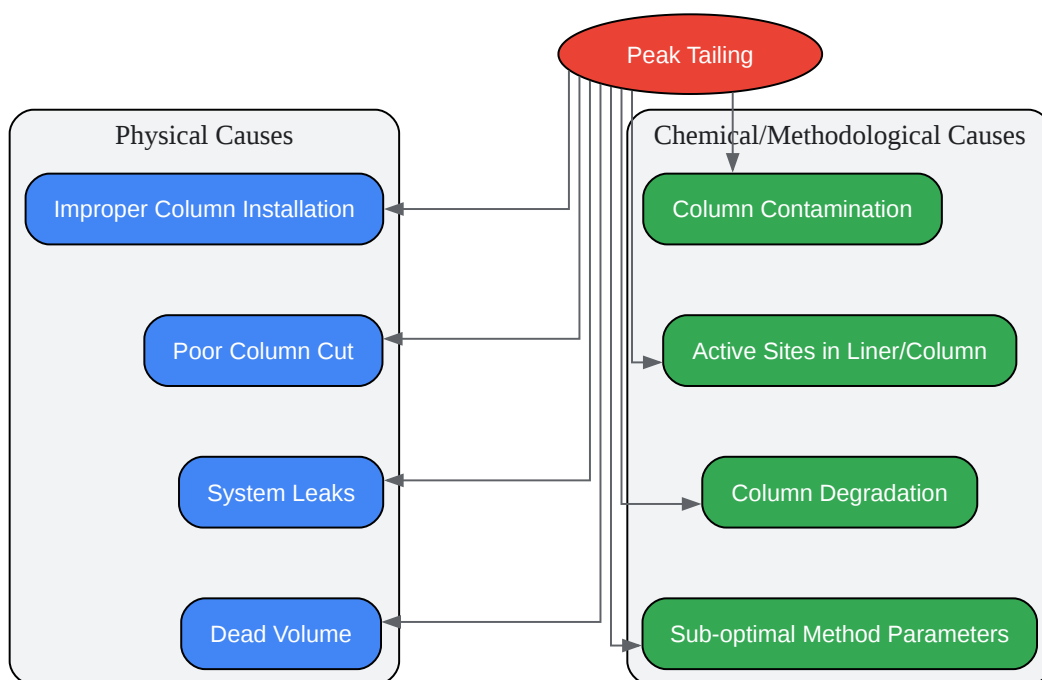 Peak Tailing
Physical Causes
Improper Column Installation
Poor Column Cut
System Leaks
Dead Volume
Chemical/Methodological Causes
Column Contamination
Active Sites in Liner/Column
Column Degradation
Sub-optimal Method Parameters